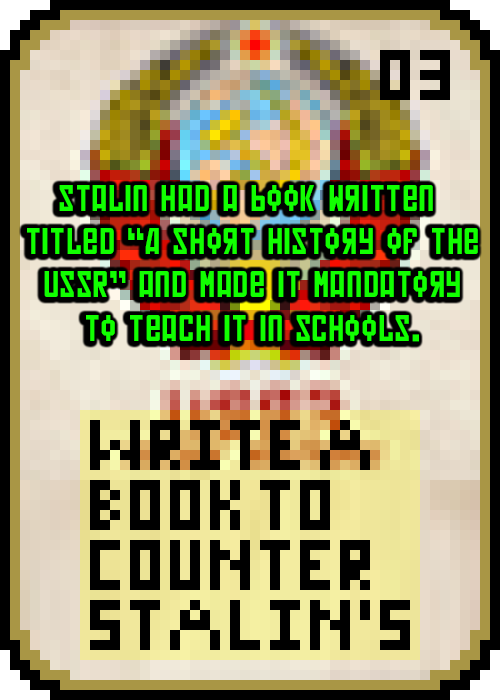 03
STALIN HAD A BOOK WRITTEN
TITLED “A SHORT HISTORY OF THE
USSR” AND MADE IT MANDATORY
TO TEACH IT IN SCHOOLS.
WRITE A
BOOK TO
COUNTER
STALIN'S